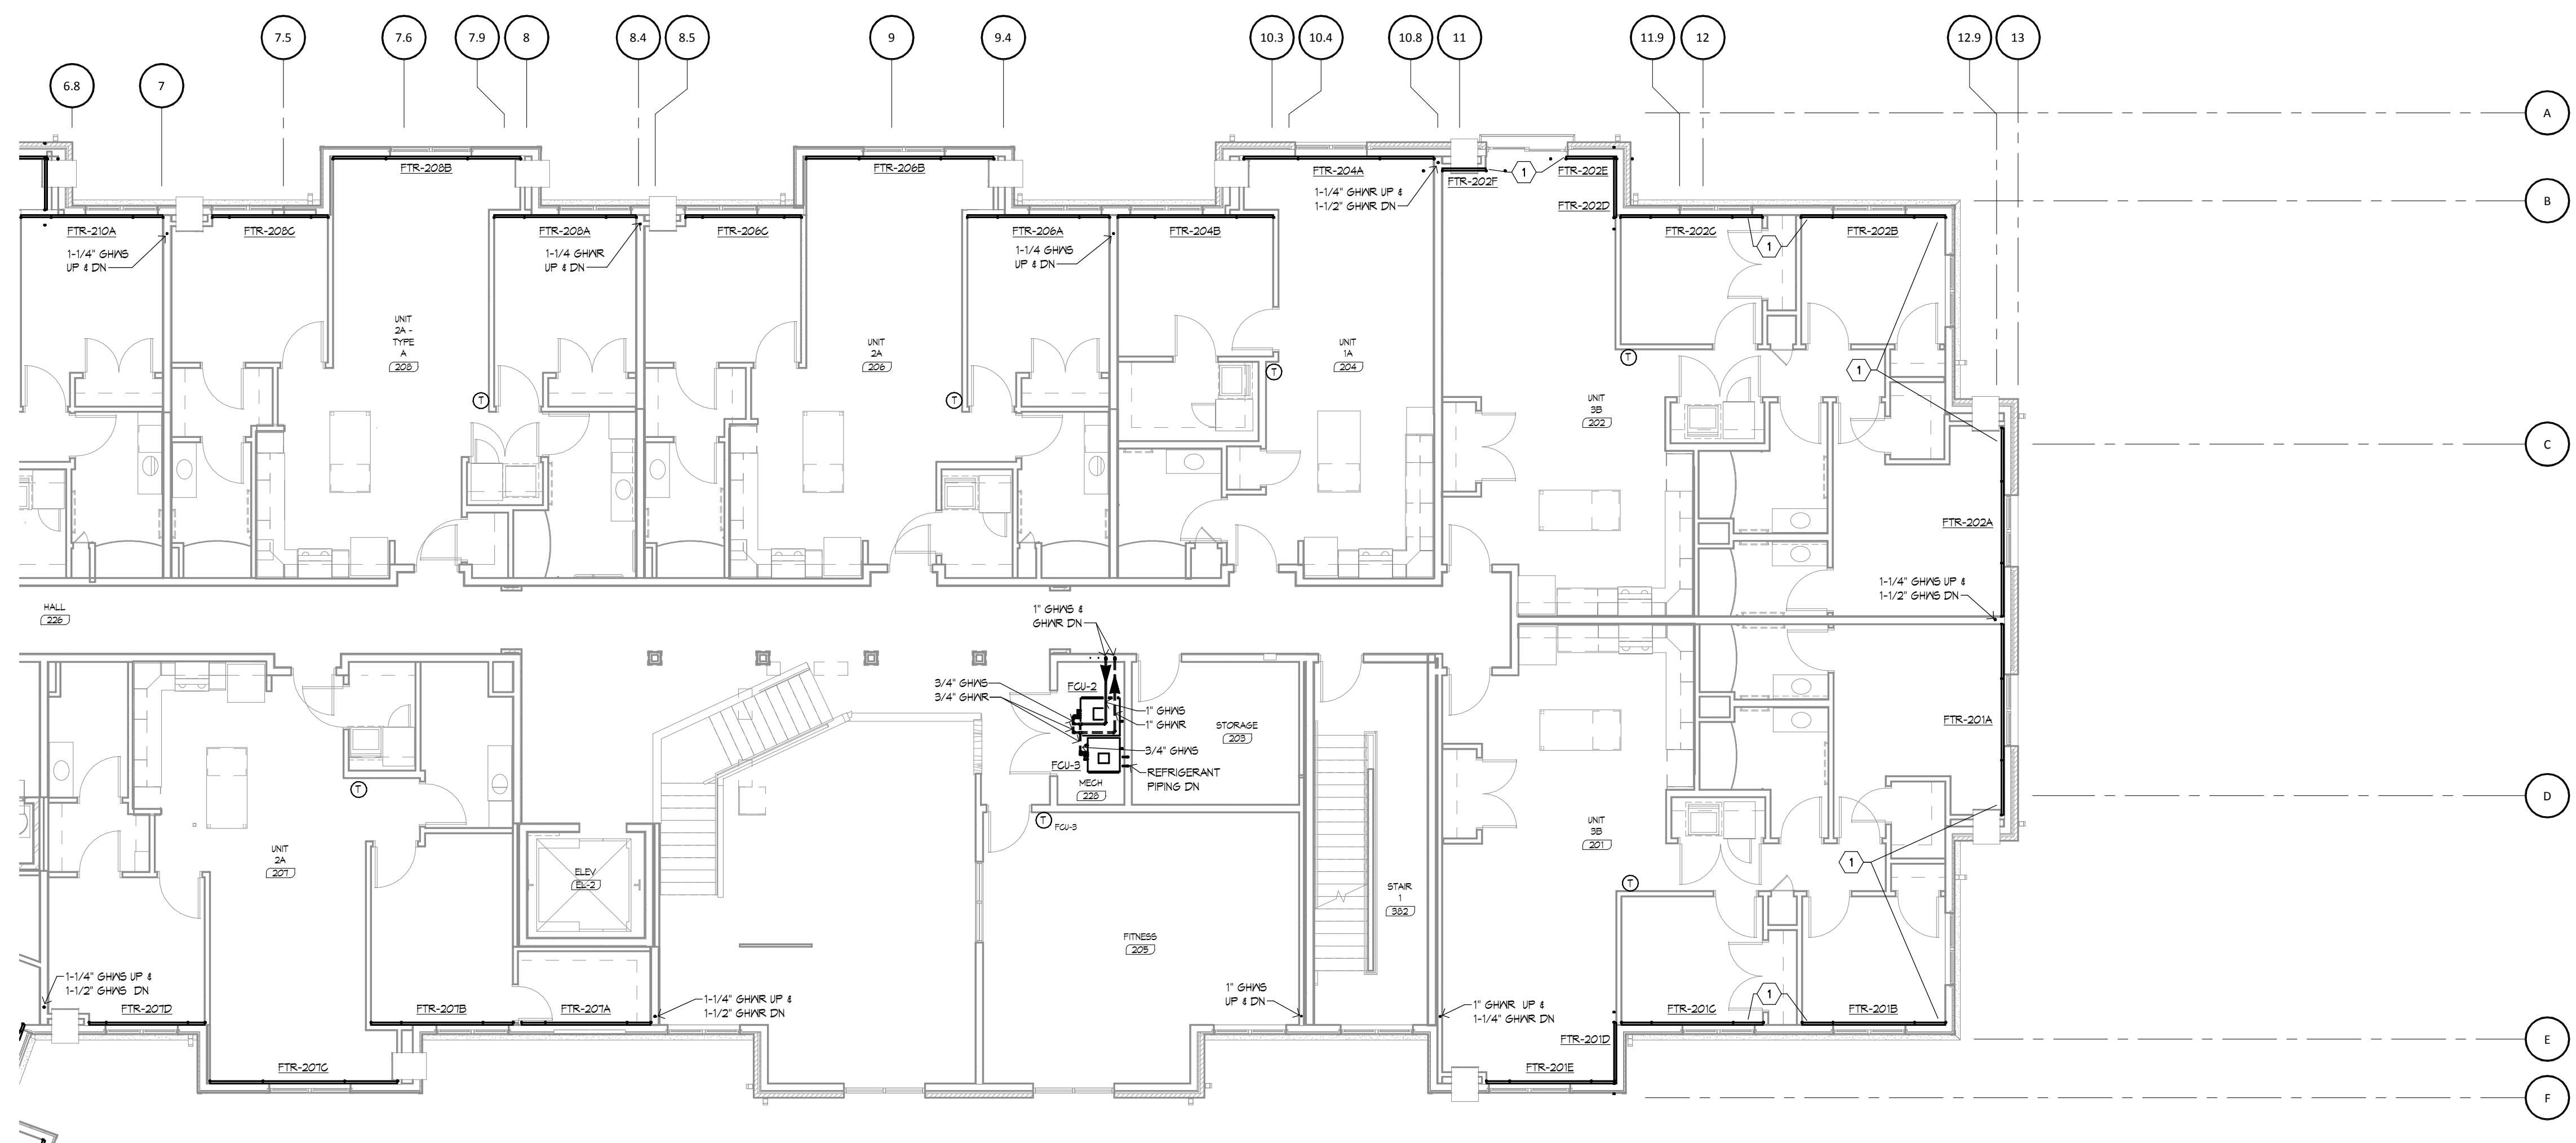 7.5
7.6
7.9
8
8.4
8.5
9
9.4
10.3
10.4
10.8
11
11.9
12
12.9
13
6.8
7
A
FTR-208B
FTR-206B
FTR-204A
FTR-202F
1
FTR-202E
1-1/4" GHWR UP &
1-1/2" GHWR DN
FTR-202D
B
FTR-210A
FTR-208C
FTR-208A
FTR-206C
FTR-206A
FTR-204B
FTR-202C
1
FTR-202B
1-1/4" GHWS
UP & DN
1-1/4 GHWR
UP & DN
1-1/4 GHWS
UP & DN
UNIT
2A -
TYPE
A
208
UNIT
2A
206
UNIT
1A
204
T
T
1
T
T
UNIT
3B
202
C
FTR-202A
1-1/4" GHWS UP &
1-1/2" GHWS DN
HALL
226
1" GHWS &
GHWR DN
3/4" GHWS
3/4" GHWR
FCU-2
1" GHWS
1" GHWR
STORAGE
203
3/4" GHWS
FCU-3
REFRIGERANT
PIPING DN
MECH
228
FTR-201A
T
D
T
FCU-3
UNIT
3B
201
UNIT
2A
207
1
ELEV
EL-2
STAIR
1
382
T
FITNESS
205
1-1/4" GHWS UP &
1-1/2" GHWS DN
FTR-207D
FTR-207B
FTR-207A
1-1/4" GHWR UP &
1-1/2" GHWR DN
1" GHWS
UP & DN
1" GHWR UP &
1-1/4" GHWR DN
FTR-201C
1
FTR-201B
FTR-201D
E
FTR-207C
FTR-201E
F